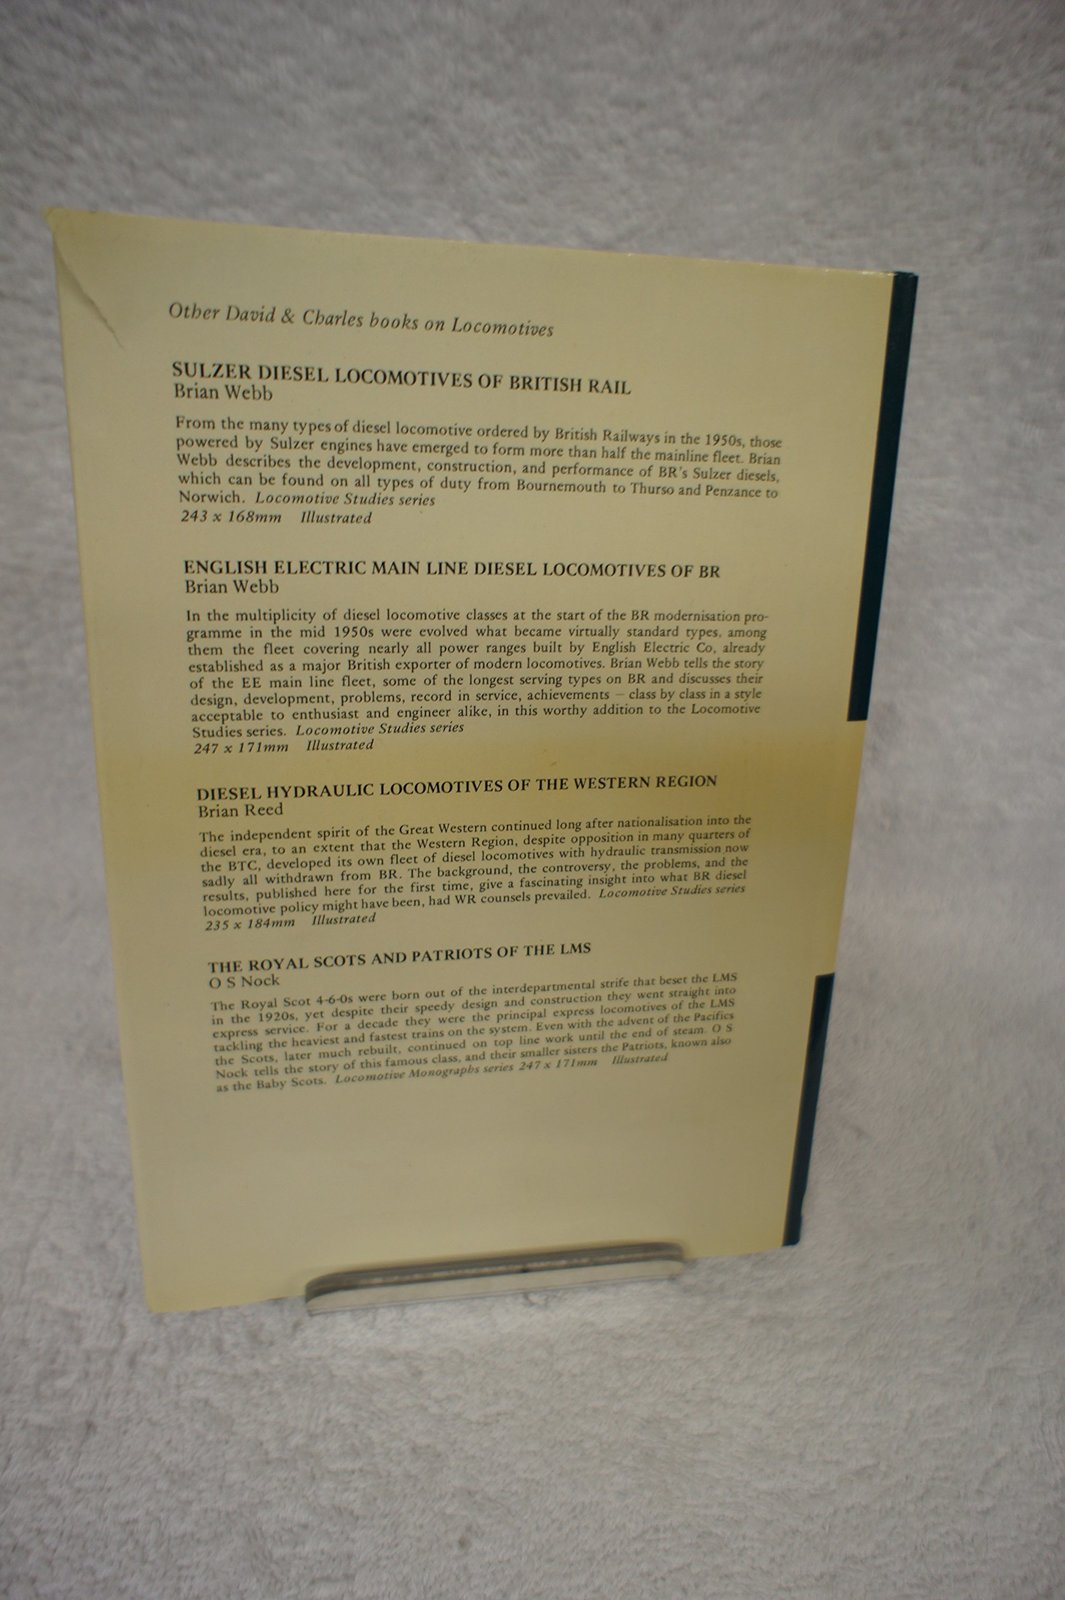 Other David & Charles books on Locomotives
SULZER DIESEL LOCOMOTIVES OF BRITISH RAIL
Brian Webb
From the many types of diesel locomotive ordered by British Railways in the 1950s, those
powered by Sulzer engines have emerged to form more than half the mainline fleet. Brian
Webb describes the development, construction, and performance of BR's Sulzer diesels,
which can be found on all types of duty from Bournemouth to Thurso and Penzance to
Norwich. Locomotive Studies series
243 x 168mm Illustrated
ENGLISH ELECTRIC MAIN LINE DIESEL LOCOMOTIVES OF BR
Brian Webb
In the multiplicity of diesel locomotive classes at the start of the BR modernisation pro-
gramme in the mid 1950s were evolved what became virtually standard types, among
them the fleet covering nearly all power ranges built by English Electric Co, already
established as a major British exporter of modern locomotives. Brian Webb tells the story
of the EE main line fleet, some of the longest serving types on BR and discusses their
design, development, problems, record in service, achievements – class by class in a style
acceptable to enthusiast and engineer alike, in this worthy addition to the Locomotive
Studies series. Locomotive Studies series
247 x 171mm Illustrated
DIESEL HYDRAULIC LOCOMOTIVES OF THE WESTERN REGION
Brian Reed
The independent spirit of the Great Western continued long after nationalisation into the
diesel era, to an extent that the Western Region, despite opposition in many quarters of
the BTC, developed its own fleet of diesel locomotives with hydraulic transmission now
sadly all withdrawn from BR. The background, the controversy, the problems, and the
results, published here for the first time, give a fascinating insight into what BR diesel
locomotive policy might have been, had WR counsels prevailed. Locomotive Studies series
235 x 184mm Illustrated
THE ROYAL SCOTS AND PATRIOTS OF THE LMS
O S Nock
The Royal Scot 4-6-0s were born out of the interdepartmental strife that beset the LMS
in the 1920s, yet despite their speedy design and construction they went straight into
express service. For a decade they were the principal express locomotives of the LMS
tackling the heaviest and fastest trains on the system. Even with the advent of the Pacifics
the Scots, later much rebuilt, continued on top line work until the end of steam. O S
Nock tells the story of this famous class, and their smaller sisters the Patriots, known also
as the Baby Scots. Locomotive Monographs series 247 x 171mm Illustrated